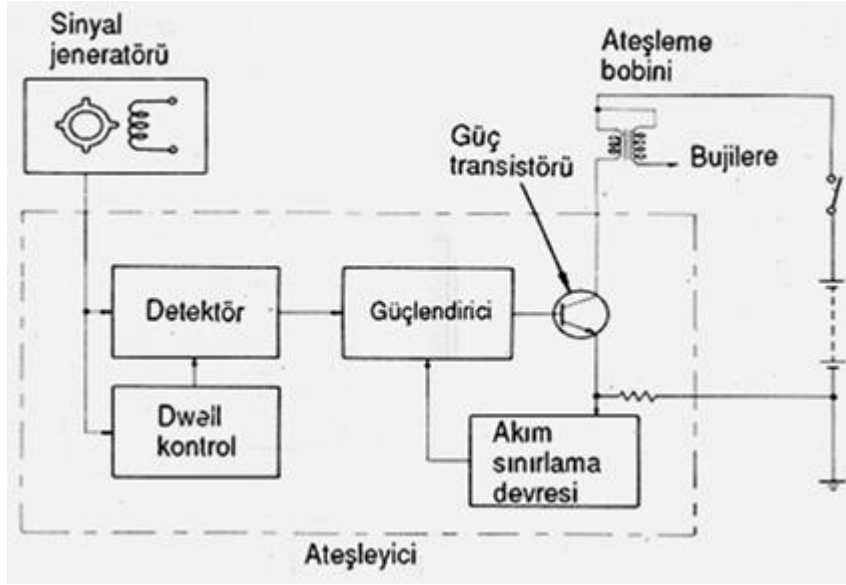 Sinyal
jeneratörü
Ateşleme
bobini
Güç
transistörü
Bujilere
Detektör
Güçlendirici
Dwell
kontrol
Akım
sınırlama
devresi
Ateşleyici